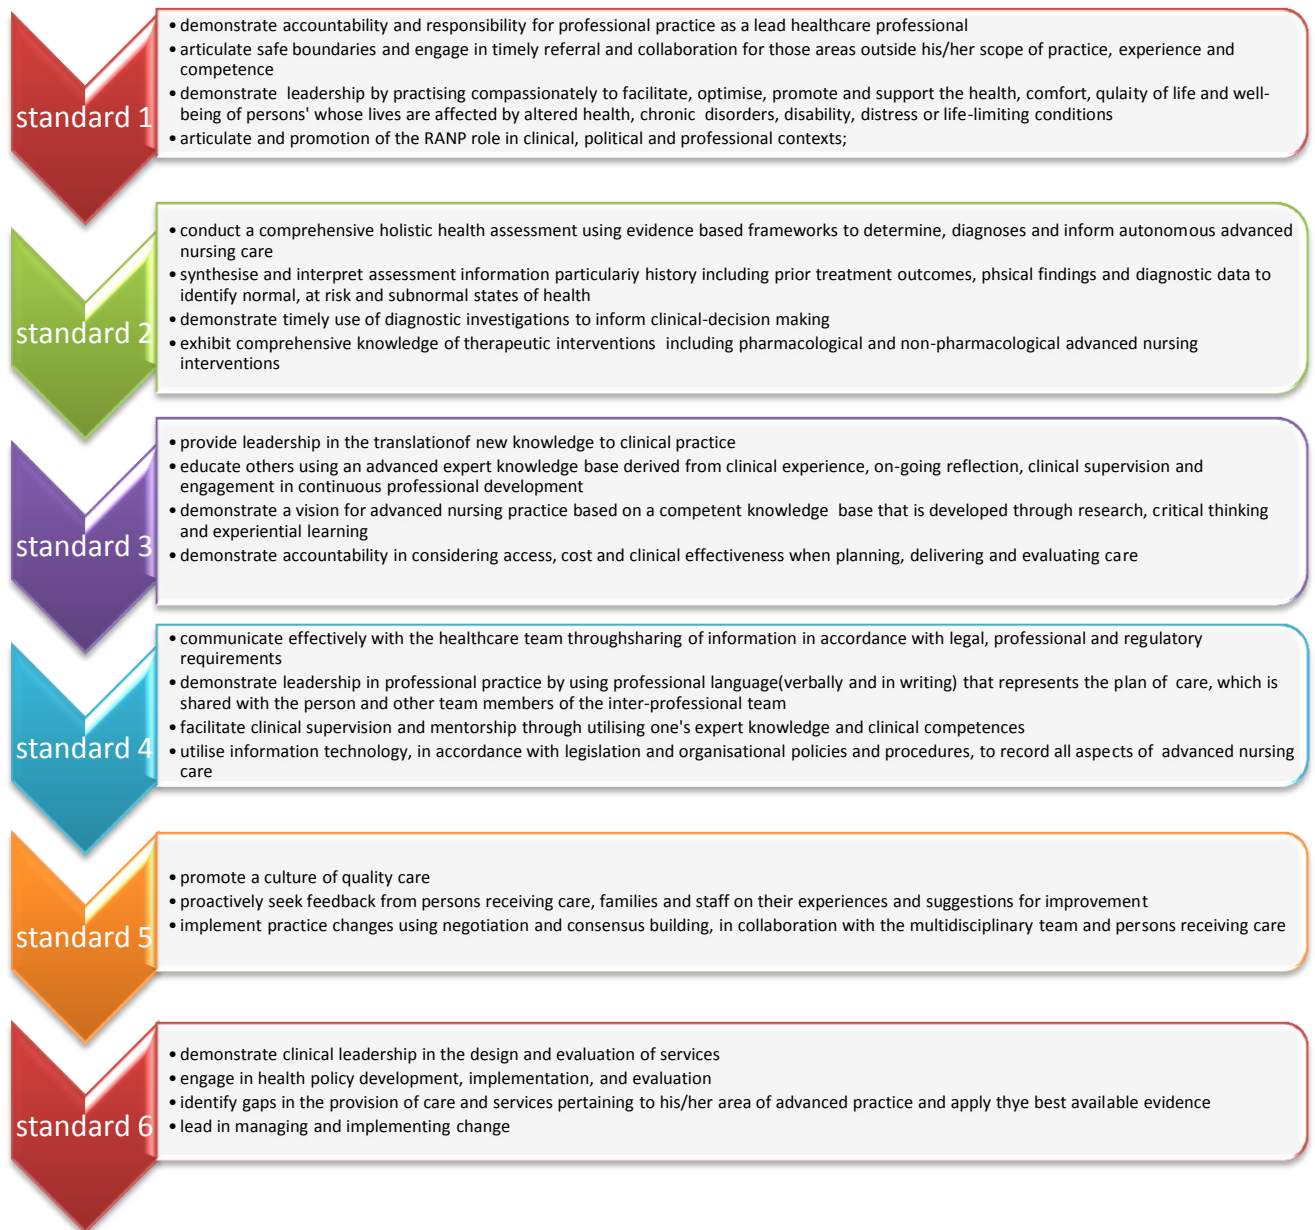 standard 1
• demonstrate accountability and responsibility for professional practice as a lead healthcare professional
• articulate safe boundaries and engage in timely referral and collaboration for those areas outside his/her scope of practice, experience and
competence
• demonstrate leadership by practising compassionately to facilitate, optimise, promote and support the health, comfort, qulaity of life and well-
being of persons' whose lives are affected by altered health, chronic disorders, disability, distress or life-limiting conditions
• articulate and promotion of the RANP role in clinical, political and professional contexts;
standard 2
• conduct a comprehensive holistic health assessment using evidence based frameworks to determine, diagnoses and inform autonomous advanced
nursing care
• synthesise and interpret assessment information particulariy history including prior treatment outcomes, phsical findings and diagnostic data to
identify normal, at risk and subnormal states of health
• demonstrate timely use of diagnostic investigations to inform clinical-decision making
• exhibit comprehensive knowledge of therapeutic interventions including pharmacological and non-pharmacological advanced nursing
interventions
standard 3
• provide leadership in the translationof new knowledge to clinical practice
• educate others using an advanced expert knowledge base derived from clinical experience, on-going reflection, clinical supervision and
engagement in continuous professional development
• demonstrate a vision for advanced nursing practice based on a competent knowledge base that is developed through research, critical thinking
and experiential learning
• demonstrate accountability in considering access, cost and clinical effectiveness when planning, delivering and evaluating care
standard 4
• communicate effectively with the healthcare team throughsharing of information in accordance with legal, professional and regulatory
requirements
• demonstrate leadership in professional practice by using professional language(verbally and in writing) that represents the plan of care, which is
shared with the person and other team members of the inter-professional team
• facilitate clinical supervision and mentorship through utilising one's expert knowledge and clinical competences
• utilise information technology, in accordance with legislation and organisational policies and procedures, to record all aspects of advanced nursing
care
standard 5
• promote a culture of quality care
• proactively seek feedback from persons receiving care, families and staff on their experiences and suggestions for improvement
• implement practice changes using negotiation and consensus building, in collaboration with the multidisciplinary team and persons receiving care
standard 6
• demonstrate clinical leadership in the design and evaluation of services
• engage in health policy development, implementation, and evaluation
• identify gaps in the provision of care and services pertaining to his/her area of advanced practice and apply thye best available evidence
• lead in managing and implementing change